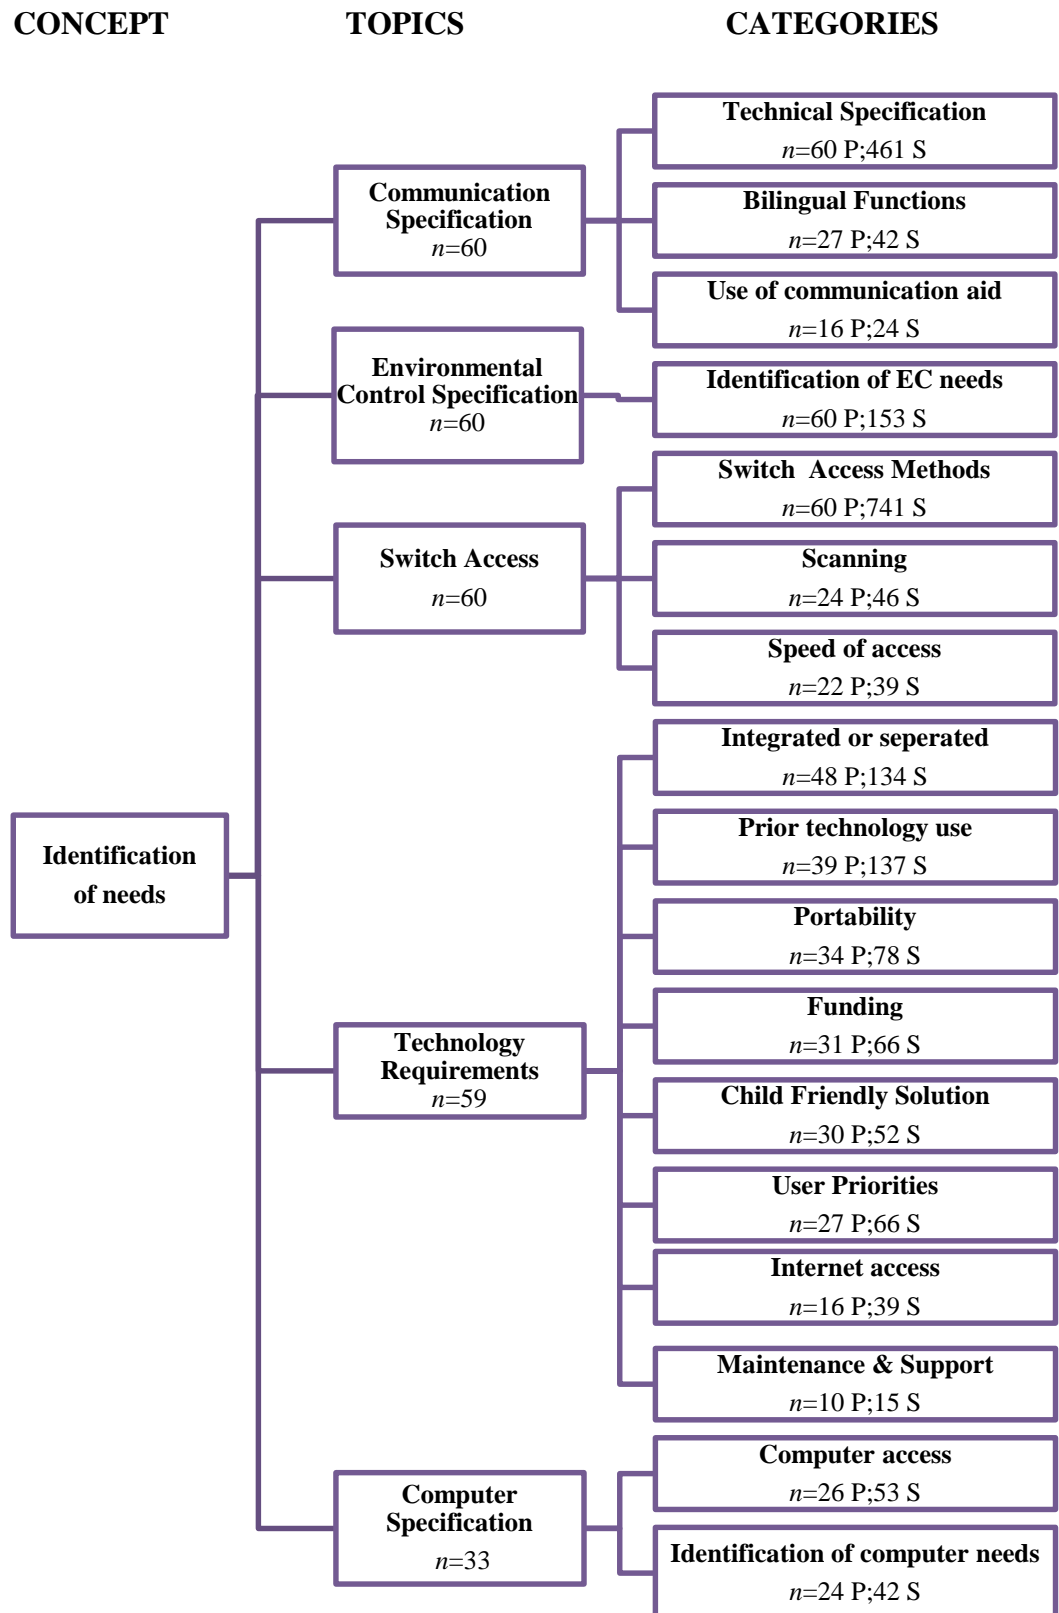 CONCEPT TOPICS CATEGORIES
Identification
of needs
Communication
Specification
n=60
Technical Specification
n=60 P;461 S
Bilingual Functions
n=27 P;42 S
Use of communication aid
n=16 P;24 S
Environmental
Control Specification
n=60
Identification of EC needs
n=60 P;153 S
Switch Access
n=60
Switch  Access Methods
n=60 P;741 S
Scanning
n=24 P;46 S
Speed of access
n=22 P;39 S
Technology
Requirements
n=59
Integrated or seperated
n=48 P;134 S
Prior technology use
n=39 P;137 S
Portability
n=34 P;78 S
Funding
n=31 P;66 S
Child Friendly Solution
n=30 P;52 S
User Priorities
n=27 P;66 S
Internet access
n=16 P;39 S
Maintenance & Support
n=10 P;15 S
Computer
Specification
n=33
Computer access
n=26 P;53 S
Identification of computer needs
n=24 P;42 S